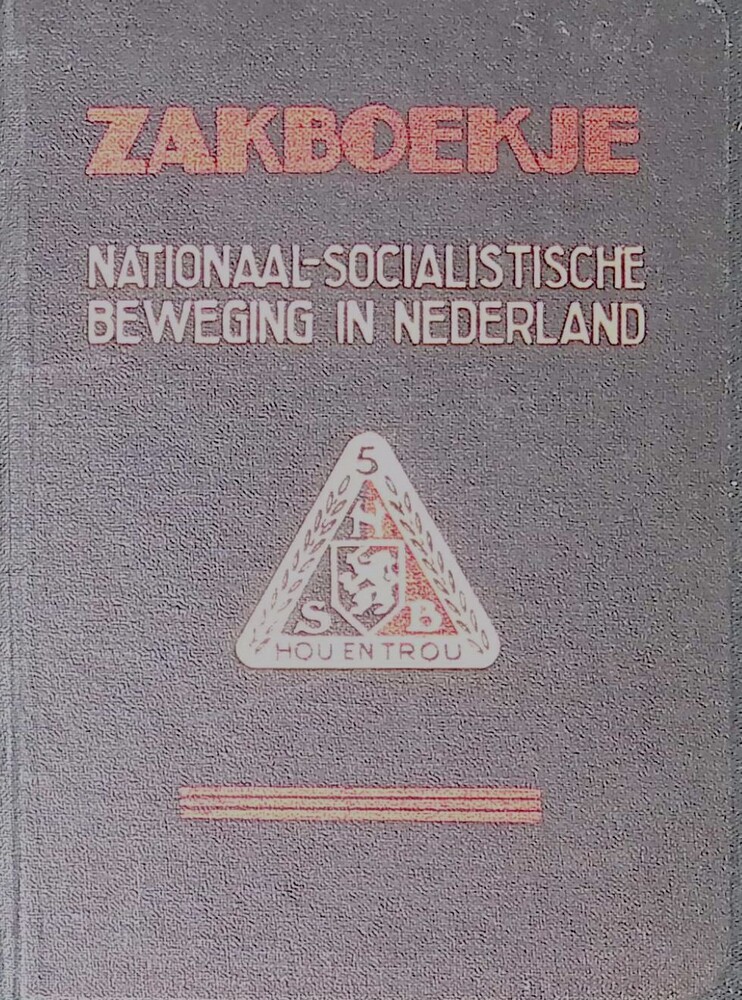 ZAKBOEKJE
NATIONAAL-SOCIALISTISCHE
BEWEGING IN NEDERLAND
5
N
S B
HOU EN TROU